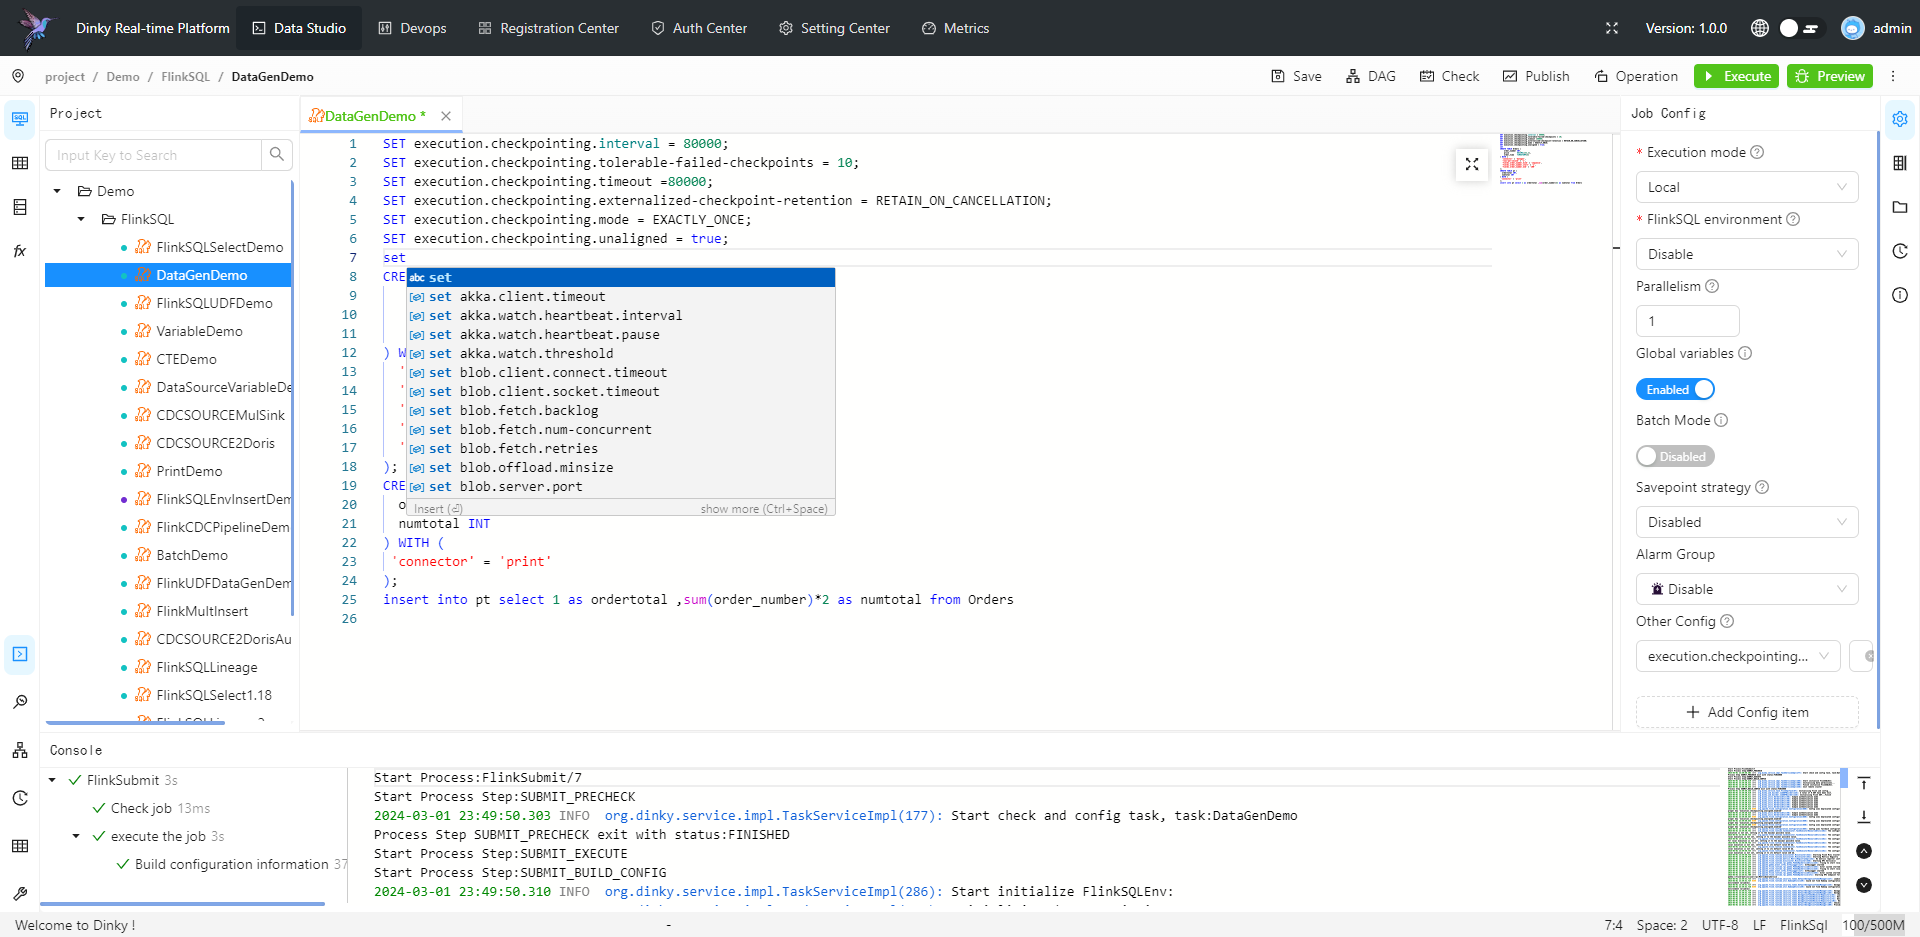 Dinky Real-time Platform
Data Studio
Devops
Registration Center
Auth Center
Setting Center
Metrics
Version: 1.0.0
admin
project / Demo / FlinkSQL / DataGenDemo
Save
DAG
Check
Publish
Operation
Execute
Preview
Project
Input Key to Search
Demo
FlinkSQL
FlinkSQLSelectDemo
DataGenDemo
FlinkSQLUDFDemo
VariableDemo
CTEDemo
DataSourceVariableDe
CDCSOURCEMulSink
CDCSOURCE2Doris
PrintDemo
FlinkSQLEnvInsertDem
FlinkCDCPipelineDem
BatchDemo
FlinkUDFDataGenDem
FlinkMultInsert
CDCSOURCE2DorisAu
FlinkSQLLineage
FlinkSQLSelect1.18
DataGenDemo *
1 SET execution.checkpointing.interval = 80000;
2 SET execution.checkpointing.tolerable-failed-checkpoints = 10;
3 SET execution.checkpointing.timeout =80000;
4 SET execution.checkpointing.externalized-checkpoint-retention = RETAIN_ON_CANCELLATION;
5 SET execution.checkpointing.mode = EXACTLY_ONCE;
6 SET execution.checkpointing.unaligned = true;
7 set
8 CRE
9
10
11
12 ) W
13 '
14 '
15 '
16 '
17 '
18 );
19 CRE
20 o
21 numtotal INT
22 ) WITH (
23 'connector' = 'print'
24 );
25 insert into pt select 1 as ordertotal ,sum(order_number)*2 as numtotal from Orders
26
abc set
set akka.client.timeout
set akka.watch.heartbeat.interval
set akka.watch.heartbeat.pause
set akka.watch.threshold
set blob.client.connect.timeout
set blob.client.socket.timeout
set blob.fetch.backlog
set blob.fetch.num-concurrent
set blob.fetch.retries
set blob.offload.minsize
set blob.server.port
Insert (⏎) show more (Ctrl+Space)
Job Config
* Execution mode
Local
* FlinkSQL environment
Disable
Parallelism
1
Global variables
Enabled
Batch Mode
Disabled
Savepoint strategy
Disabled
Alarm Group
Disable
Other Config
execution.checkpointing...
Add Config item
Console
FlinkSubmit 3s
Check job 13ms
execute the job 3s
Build configuration information 37
Start Process:FlinkSubmit/7
Start Process Step:SUBMIT_PRECHECK
2024-03-01 23:49:50.303 INFO org.dinky.service.impl.TaskServiceImpl(177): Start check and config task, task:DataGenDemo
Process Step SUBMIT_PRECHECK exit with status:FINISHED
Start Process Step:SUBMIT_EXECUTE
Start Process Step:SUBMIT_BUILD_CONFIG
2024-03-01 23:49:50.310 INFO org.dinky.service.impl.TaskServiceImpl(286): Start initialize FlinkSQLEnv:
Welcome to Dinky !
-
7:4
Space: 2
UTF-8
LF
FlinkSql
100/500M